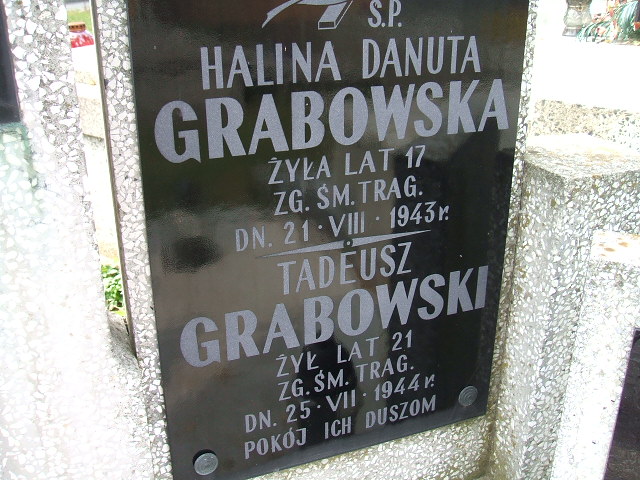 Ś.P.
HALINA DANUTA
GRABOWSKA
ŻYŁA LAT 17
ZG. ŚM. TRAG.
DN. 21 · VIII · 1943 r.
TADEUSZ
GRABOWSKI
ŻYŁ LAT 21
ZG. ŚM. TRAG.
DN. 25 · VII · 1944 r.
POKÓJ ICH DUSZOM